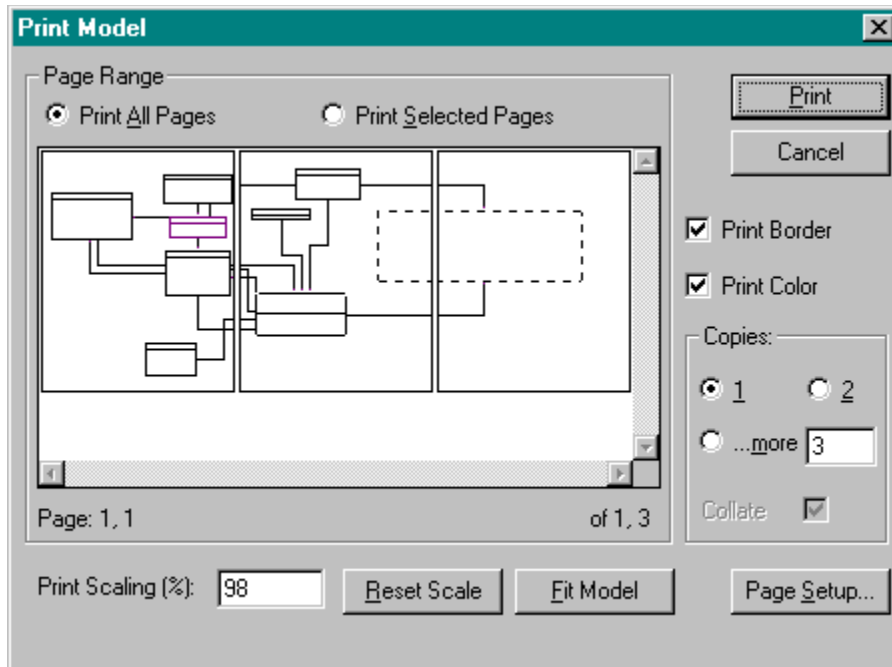 Print Model
Page Range
Print All Pages
Print Selected Pages
Print
Cancel
Print Border
Print Color
Copies:
1
2
...more 3
Collate
Page: 1, 1
of 1, 3
Print Scaling (%): 98
Reset Scale
Fit Model
Page Setup...